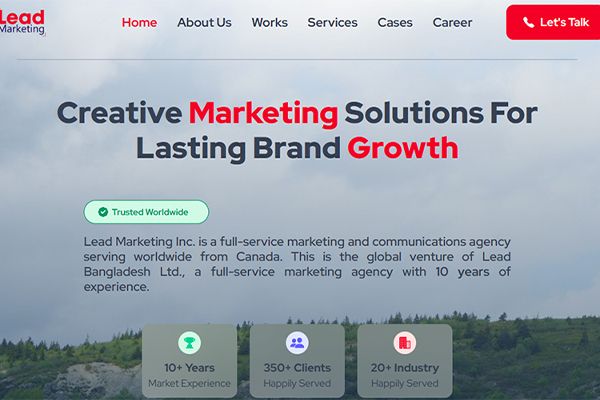 Lead
Marketing
Home About Us Works Services Cases Career Let's Talk
Creative Marketing Solutions For
Lasting Brand Growth
Trusted Worldwide
Lead Marketing Inc. is a full-service marketing and communications agency
serving worldwide from Canada. This is the global venture of Lead
Bangladesh Ltd., a full-service marketing agency with 10 years of
experience.
10+ Years 350+ Clients 20+ Industry
Market Experience Happily Served Happily Served